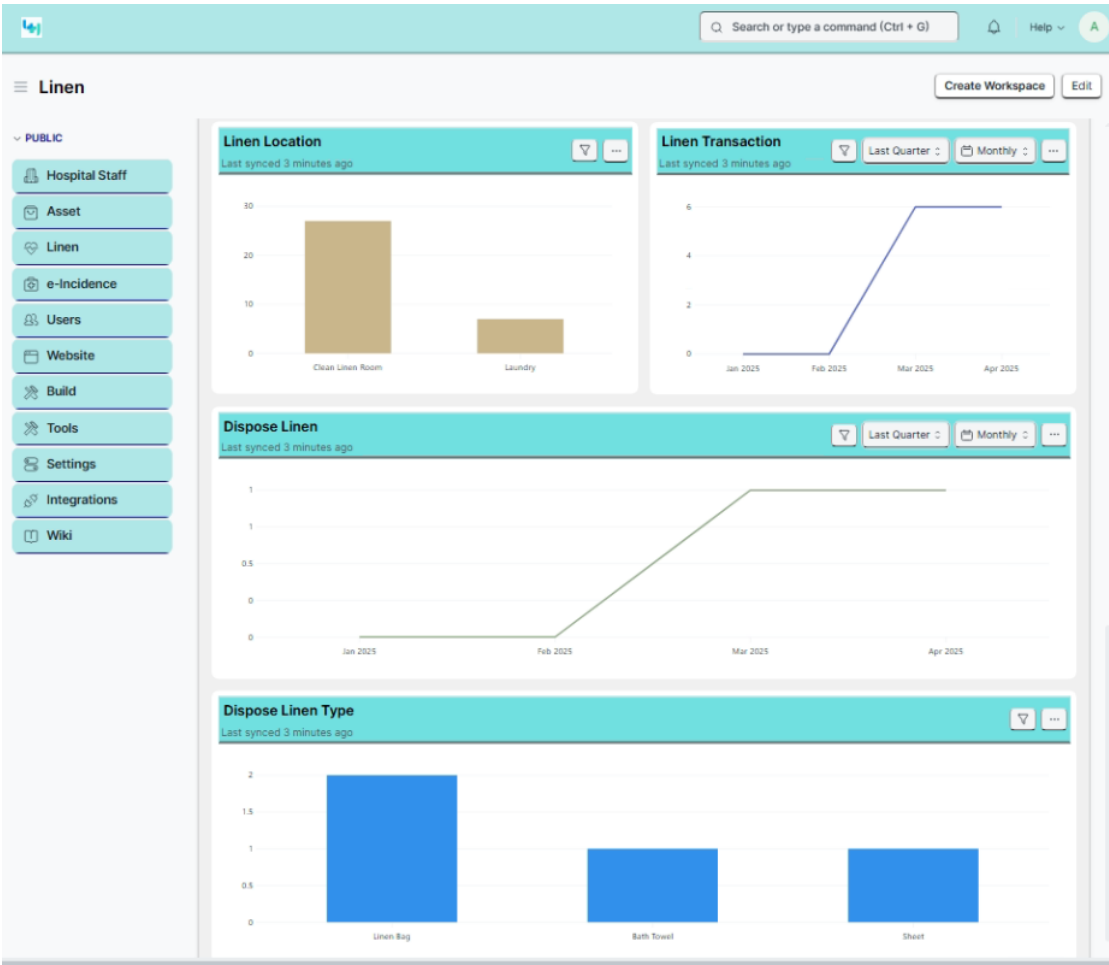 Search or type a command (Ctrl + G)
Help
A
Linen
Create Workspace
Edit
PUBLIC
Hospital Staff
Asset
Linen
e-Incidence
Users
Website
Build
Tools
Settings
Integrations
Wiki
Linen Location
Last synced 3 minutes ago
30
20
10
0
Clean Linen Room
Laundry
Linen Transaction
Last synced 3 minutes ago
Last Quarter
Monthly
6
4
2
0
Jan 2025
Feb 2025
Mar 2025
Apr 2025
Dispose Linen
Last synced 3 minutes ago
Last Quarter
Monthly
1
1
0.5
0
0
Jan 2025
Feb 2025
Mar 2025
Apr 2025
Dispose Linen Type
Last synced 3 minutes ago
2
1.5
1
0.5
0
Linen Bag
Bath Towel
Sheet